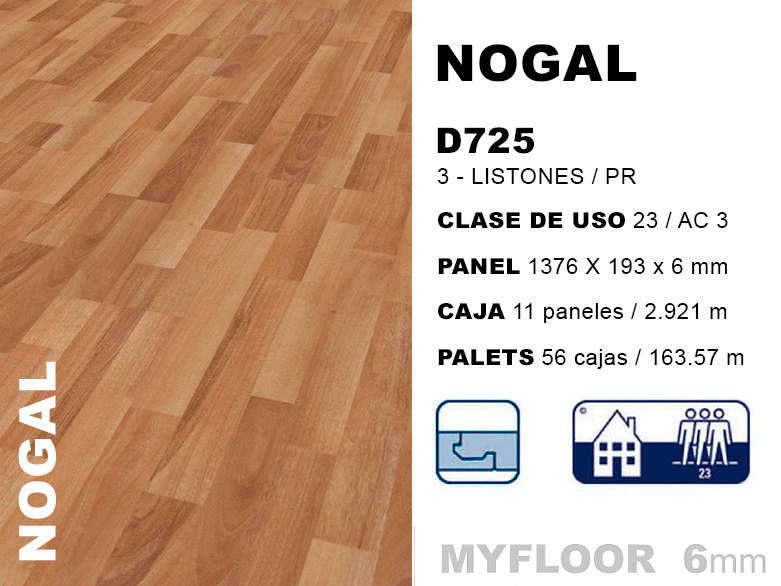 NOGAL
NOGAL
D725
3 - LISTONES / PR
CLASE DE USO 23 / AC 3
PANEL 1376 X 193 x 6 mm
CAJA 11 paneles / 2.921 m
PALETS 56 cajas / 163.57 m
©
23
MYFLOOR 6mm